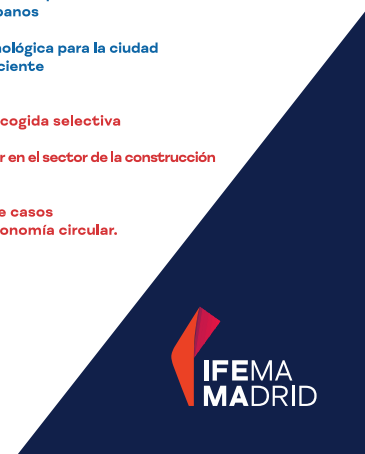 banos
nológica para la ciudad
ciente
cogida selectiva
r en el sector de la construcción
e casos
onomía circular.
IFEMA
MADRID